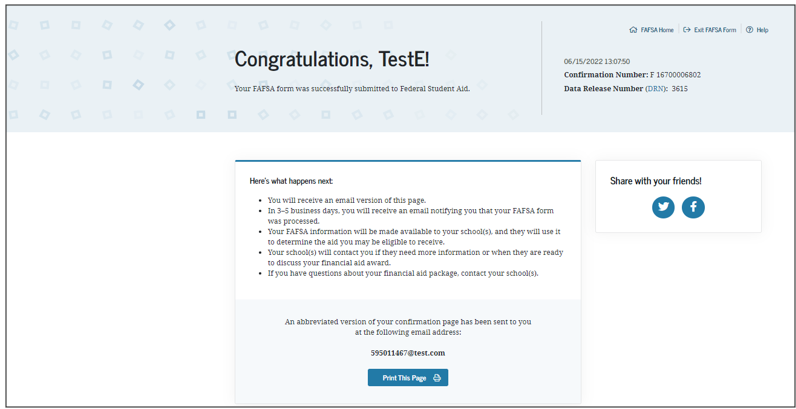 FAFSA Home Exit FAFSA Form Help
Congratulations, TestE!
Your FAFSA form was successfully submitted to Federal Student Aid.
06/15/2022 13:07:50
Confirmation Number: F 16700006802
Data Release Number (DRN): 3615
Here's what happens next:
You will receive an email version of this page.
In 3–5 business days, you will receive an email notifying you that your FAFSA form
was processed.
Your FAFSA information will be made available to your school(s), and they will use it
to determine the aid you may be eligible to receive.
Your school(s) will contact you if they need more information or when they are ready
to discuss your financial aid award.
If you have questions about your financial aid package, contact your school(s).
An abbreviated version of your confirmation page has been sent to you
at the following email address:
595011467@test.com
Print This Page
Share with your friends!